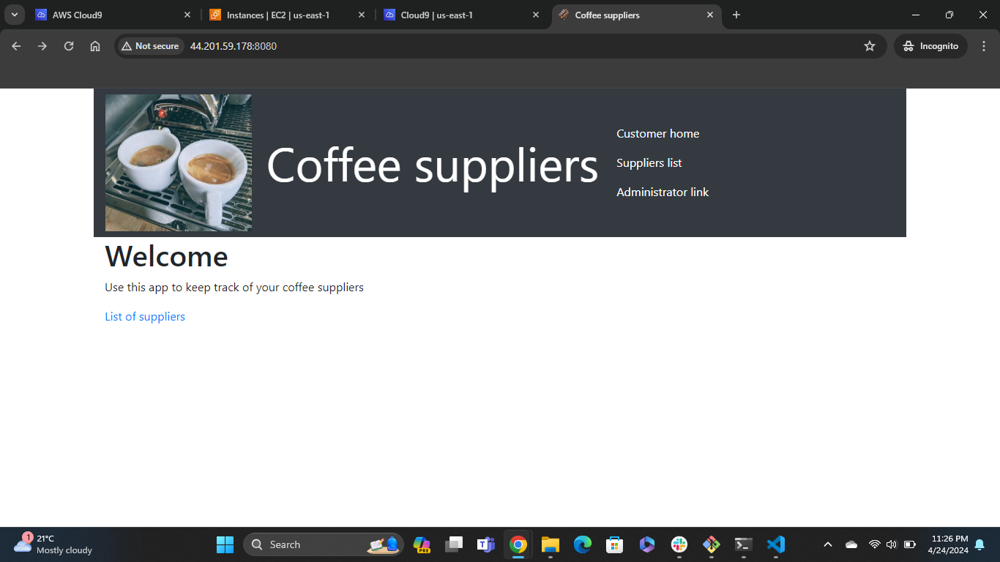 AWS Cloud9
Instances | EC2 | us-east-1
Cloud9 | us-east-1
Coffee suppliers
Not secure
44.201.59.178:8080
Incognito
Coffee suppliers
Customer home
Suppliers list
Administrator link
Welcome
Use this app to keep track of your coffee suppliers
List of suppliers
1
21°C
Mostly cloudy
Search
PRE
11:26 PM
4/24/2024